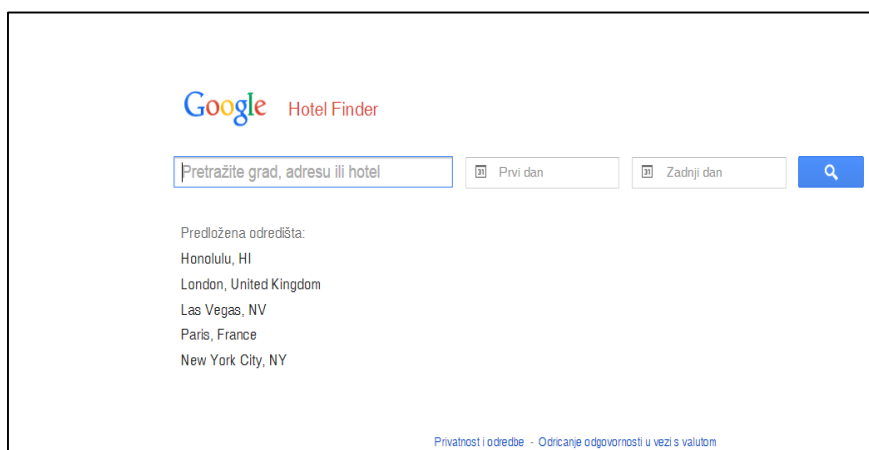 Google Hotel Finder
Pretražite grad, adresu ili hotel 31 Prvi dan 31 Zadnji dan
Predložena odredišta:
Honolulu, HI
London, United Kingdom
Las Vegas, NV
Paris, France
New York City, NY
Privatnost i odredbe - Odricanje odgovornosti u vezi s valutom